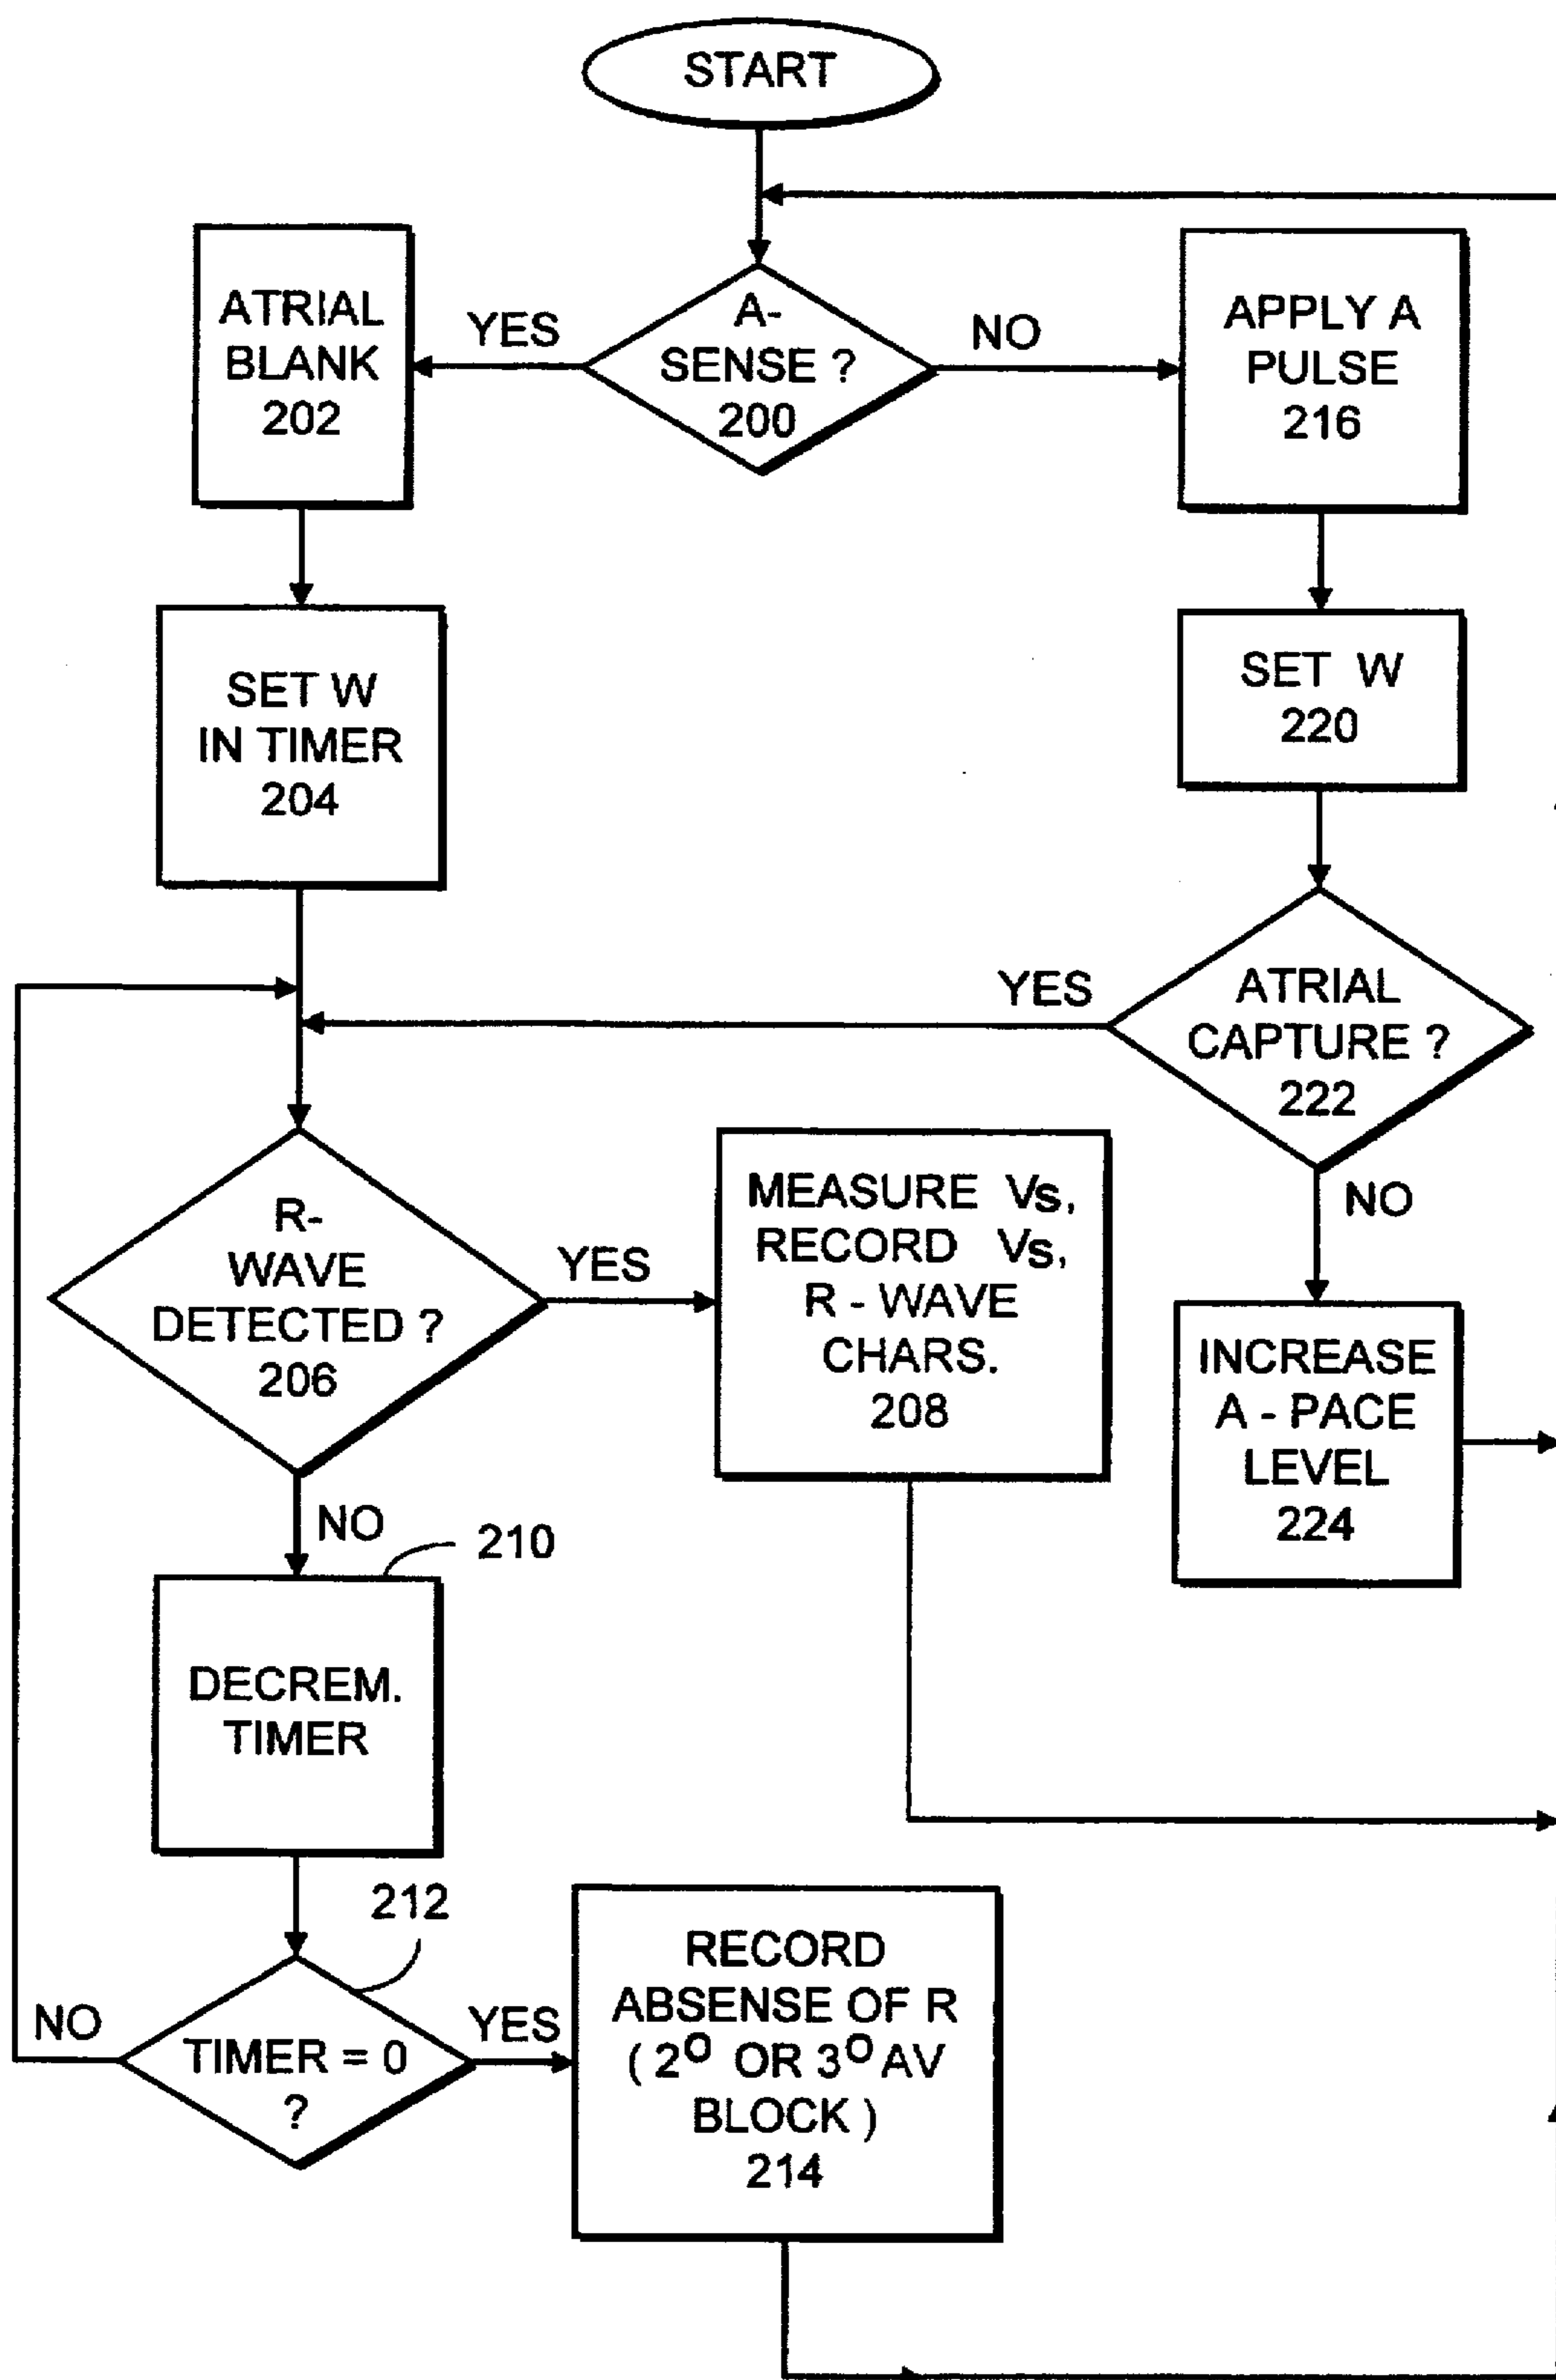 START
A-
SENSE ?
200
YES
NO
ATRIAL
BLANK
202
APPLY A
PULSE
216
SET W
IN TIMER
204
SET W
220
ATRIAL
CAPTURE ?
222
YES
NO
R-
WAVE
DETECTED ?
206
YES
NO
MEASURE Vs,
RECORD Vs,
R - WAVE
CHARS.
208
INCREASE
A - PACE
LEVEL
224
210
DECREM.
TIMER
212
TIMER = 0
?
NO
YES
RECORD
ABSENSE OF R
( 2º OR 3º AV
BLOCK )
214